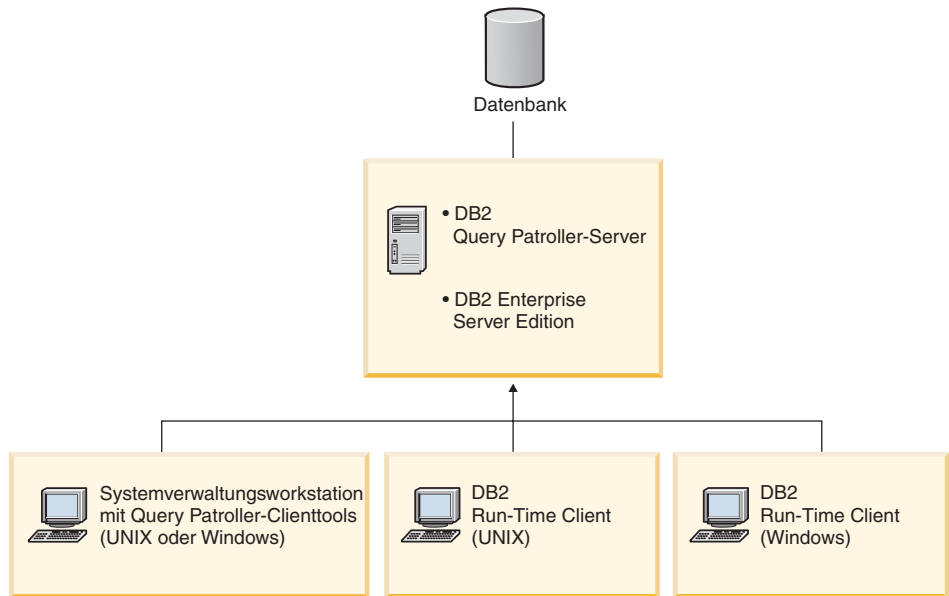 Datenbank
• DB2
Query Patroller-Server
• DB2 Enterprise
Server Edition
Systemverwaltungsworkstation
mit Query Patroller-Clienttools
(UNIX oder Windows)
DB2
Run-Time Client
(UNIX)
DB2
Run-Time Client
(Windows)